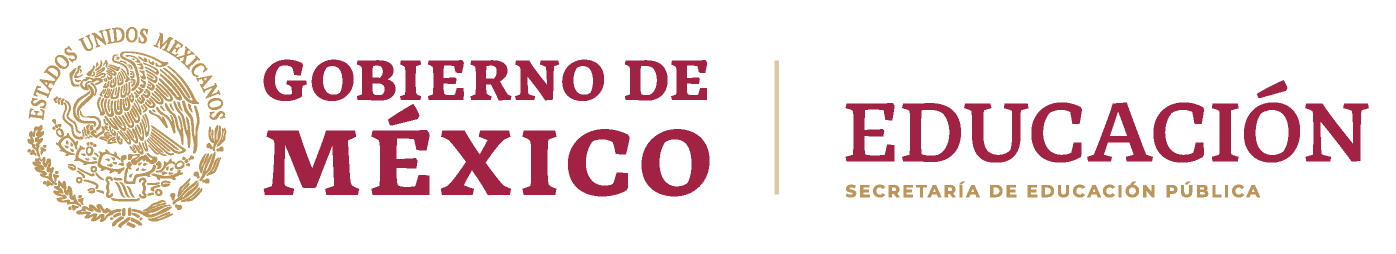 ESTADOS UNIDOS MEXICANOS
GOBIERNO DE
MÉXICO
EDUCACIÓN
SECRETARÍA DE EDUCACIÓN PÚBLICA